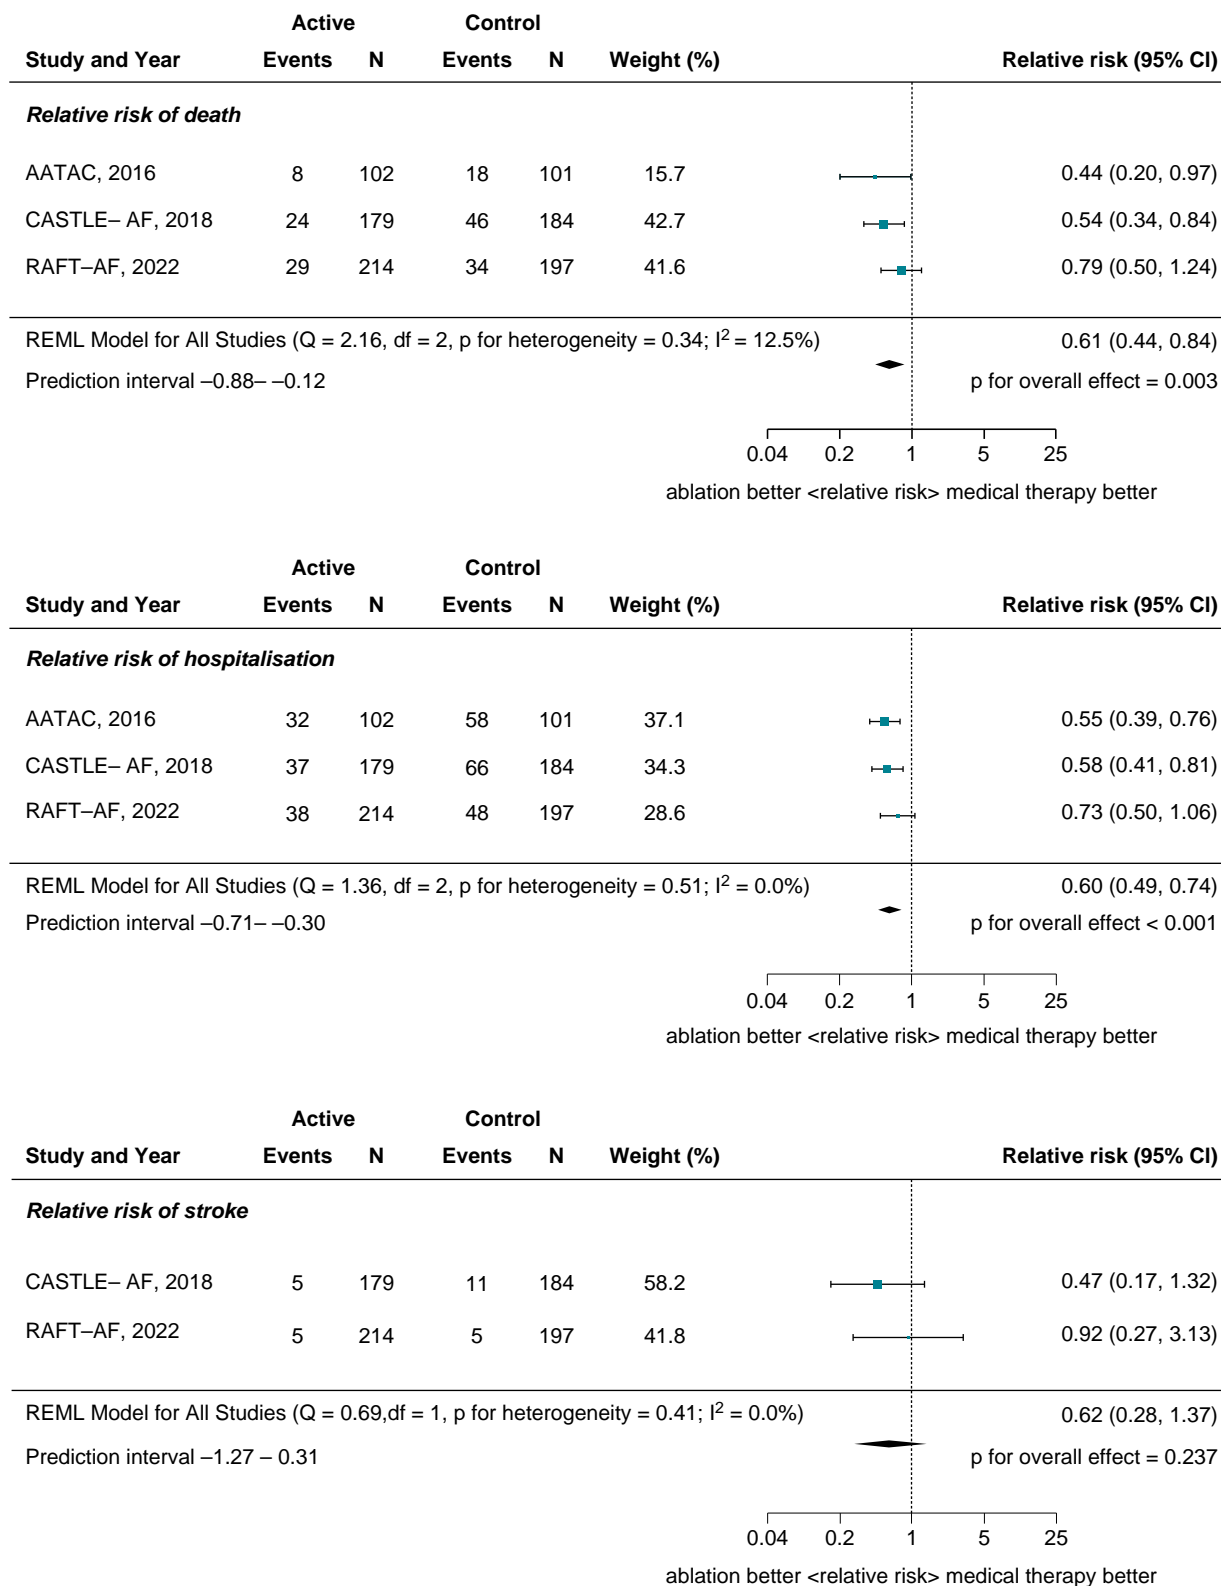 Active Control
Study and Year Events N Events N Weight (%) Relative risk (95% CI)
Relative risk of death
AATAC, 2016 8 102 18 101 15.7 0.44 (0.20, 0.97)
CASTLE– AF, 2018 24 179 46 184 42.7 0.54 (0.34, 0.84)
RAFT–AF, 2022 29 214 34 197 41.6 0.79 (0.50, 1.24)
REML Model for All Studies (Q = 2.16, df = 2, p for heterogeneity = 0.34; I² = 12.5%) 0.61 (0.44, 0.84)
Prediction interval –0.88– –0.12 p for overall effect = 0.003
0.04 0.2 1 5 25
ablation better <relative risk> medical therapy better
Active Control
Study and Year Events N Events N Weight (%) Relative risk (95% CI)
Relative risk of hospitalisation
AATAC, 2016 32 102 58 101 37.1 0.55 (0.39, 0.76)
CASTLE– AF, 2018 37 179 66 184 34.3 0.58 (0.41, 0.81)
RAFT–AF, 2022 38 214 48 197 28.6 0.73 (0.50, 1.06)
REML Model for All Studies (Q = 1.36, df = 2, p for heterogeneity = 0.51; I² = 0.0%) 0.60 (0.49, 0.74)
Prediction interval –0.71– –0.30 p for overall effect < 0.001
0.04 0.2 1 5 25
ablation better <relative risk> medical therapy better
Active Control
Study and Year Events N Events N Weight (%) Relative risk (95% CI)
Relative risk of stroke
CASTLE– AF, 2018 5 179 11 184 58.2 0.47 (0.17, 1.32)
RAFT–AF, 2022 5 214 5 197 41.8 0.92 (0.27, 3.13)
REML Model for All Studies (Q = 0.69,df = 1, p for heterogeneity = 0.41; I² = 0.0%) 0.62 (0.28, 1.37)
Prediction interval –1.27 – 0.31 p for overall effect = 0.237
0.04 0.2 1 5 25
ablation better <relative risk> medical therapy better